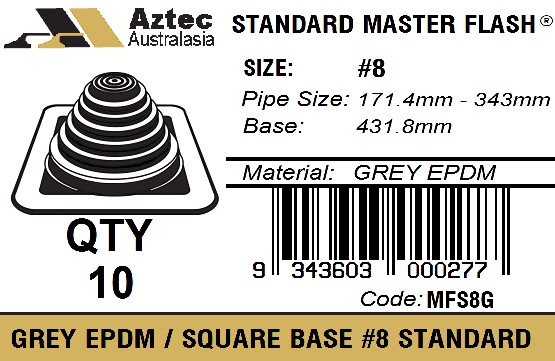 Aztec
Australasia
STANDARD MASTER FLASH®
SIZE: #8
Pipe Size: 171.4mm - 343mm
Base: 431.8mm
Material: GREY EPDM
QTY
10
9 343603 000277
Code: MFS8G
GREY EPDM / SQUARE BASE #8 STANDARD